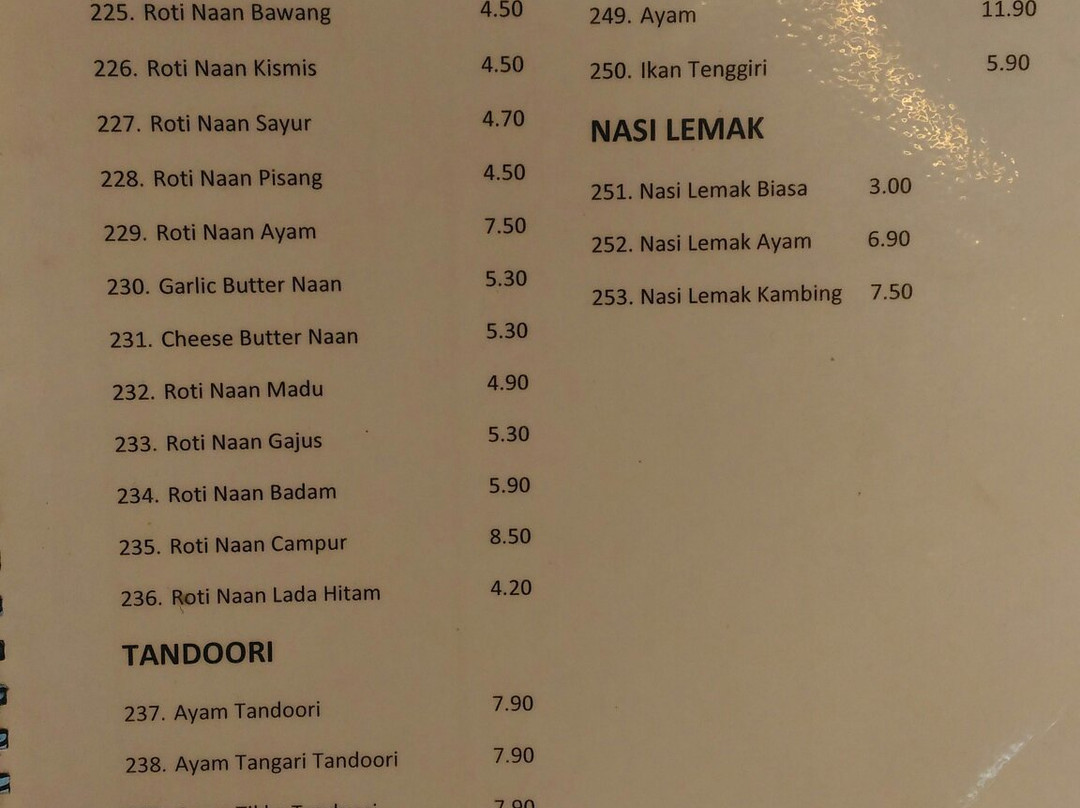 225. Roti Naan Bawang 4.50
226. Roti Naan Kismis 4.50
227. Roti Naan Sayur 4.70
228. Roti Naan Pisang 4.50
229. Roti Naan Ayam 7.50
230. Garlic Butter Naan 5.30
231. Cheese Butter Naan 5.30
232. Roti Naan Madu 4.90
233. Roti Naan Gajus 5.30
234. Roti Naan Badam 5.90
235. Roti Naan Campur 8.50
236. Roti Naan Lada Hitam 4.20
TANDOORI
237. Ayam Tandoori 7.90
238. Ayam Tangari Tandoori 7.90
7.90
249. Ayam 11.90
250. Ikan Tenggiri 5.90
NASI LEMAK
251. Nasi Lemak Biasa 3.00
252. Nasi Lemak Ayam 6.90
253. Nasi Lemak Kambing 7.50